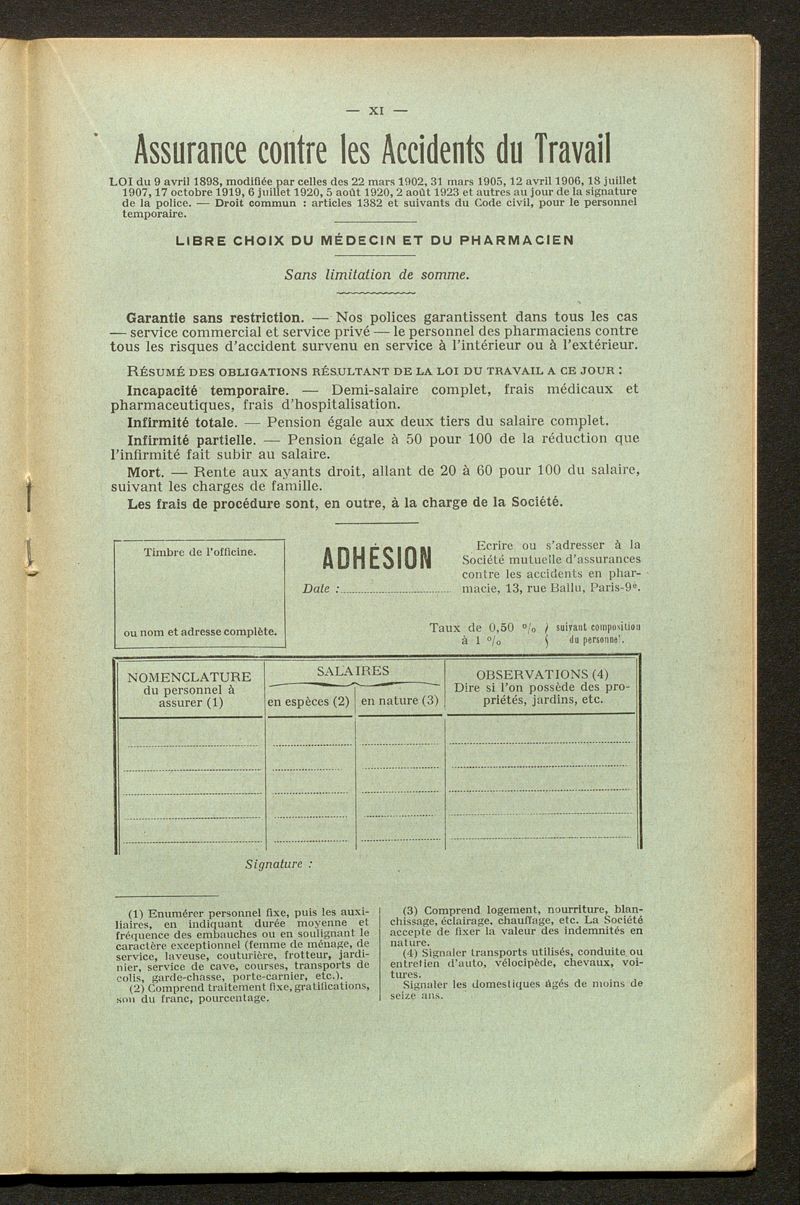 — XI —
Assurance contre les Accidents du Travail
LOI du 9 avril 1898, modifiée par celles des 22 mars 1902, 31 mars 1905, 12 avril 1906, 18 juillet
1907, 17 octobre 1919, 6 juillet 1920, 5 août 1920, 2 août 1923 et autres au jour de la signature
de la police. — Droit commun : articles 1382 et suivants du Code civil, pour le personnel
temporaire.
LIBRE CHOIX DU MÉDECIN ET DU PHARMACIEN
Sans limitation de somme.
Garantie sans restriction. — Nos polices garantissent dans tous les cas
— service commercial et service privé — le personnel des pharmaciens contre
tous les risques d'accident survenu en service à l'intérieur ou à l'extérieur.
RÉSUMÉ DES OBLIGATIONS RÉSULTANT DE LA LOI DU TRAVAIL A CE JOUR :
Incapacité temporaire. — Demi-salaire complet, frais médicaux et
pharmaceutiques, frais d'hospitalisation.
Infirmité totale. — Pension égale aux deux tiers du salaire complet.
Infirmité partielle. — Pension égale à 50 pour 100 de la réduction que
l'infirmité fait subir au salaire.
Mort. — Rente aux ayants droit, allant de 20 à 60 pour 100 du salaire,
suivant les charges de famille.
Les frais de procédure sont, en outre, à la charge de la Société.
Timbre de l'officine.
ou nom et adresse complète.
ADHÉSION
Date :
Ecrire ou s'adresser à la
Société mutuelle d'assurances
contre les accidents en phar-
macie, 13, rue Ballu, Paris-9e.
Taux de 0,50 % } suivant composition
à 1 % { du personnel.
NOMENCLATURE
du personnel à
assurer (1)
SALAIRES
en espèces (2)
en nature (3)
OBSERVATIONS (4)
Dire si l'on possède des pro-
priétés, jardins, etc.
Signature :
(1) Enumérer personnel fixe, puis les auxi-
liaires, en indiquant durée moyenne et
fréquence des embauches ou en soulignant le
caractère exceptionnel (femme de ménage, de
service, laveuse, couturière, frotteur, jardi-
nier, service de cave, courses, transports de
colis, garde-chasse, porte-carnier, etc.).
(2) Comprend traitement fixe, gratifications,
sou du franc, pourcentage.
(3) Comprend logement, nourriture, blan-
chissage, éclairage, chauffage, etc. La Société
accepte de fixer la valeur des indemnités en
nature.
(4) Signaler transports utilisés, conduite ou
entretien d'auto, vélocipède, chevaux, voi-
tures.
Signaler les domestiques âgés de moins de
seize ans.